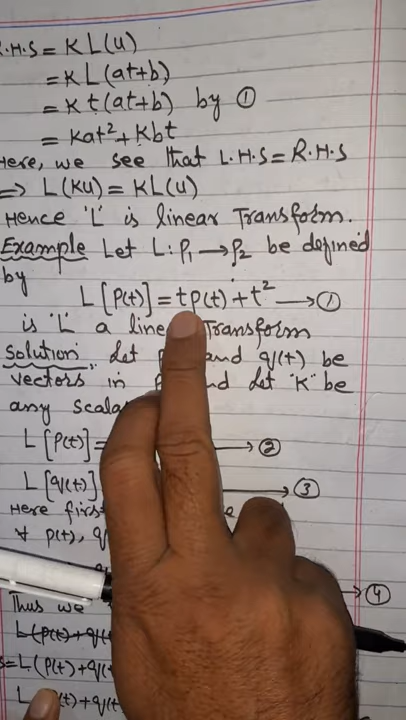 R.H.S = KL(u)
= K L(at+b)
= K t(at+b) by ①
= Kat²+Kbt
Here, we see that L.H.S = R.H.S
⟹ L(Ku) = KL(u)
Hence 'L' is linear Transform.
Example Let L: P₁ → P₂ be defined
by
L[P(t)] = tp(t) + t² → ①
is 'L' a line Transform
Solution. Let and q(t) be
vectors in and Let 'K' be
any scala
L[P(t)] = → ②
L[q(t)] → ③
Here first
∀ p(t), q
→ ④
Thus we
L(P(t)+q(t
= L(P(t)+q(t
L (t)+q(t